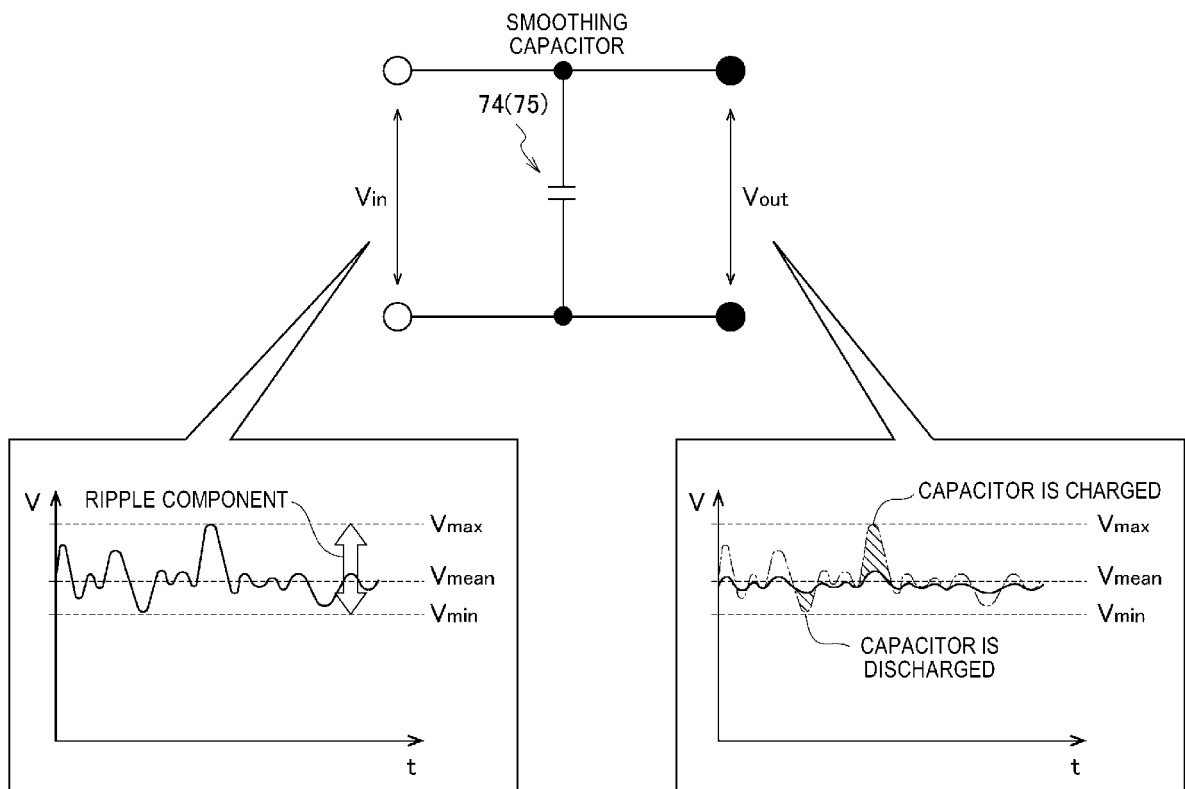 SMOOTHING
CAPACITOR
74(75)
Vin
Vout
V
RIPPLE COMPONENT
Vmax
Vmean
Vmin
t
V
CAPACITOR IS CHARGED
Vmax
Vmean
Vmin
CAPACITOR IS
DISCHARGED
t